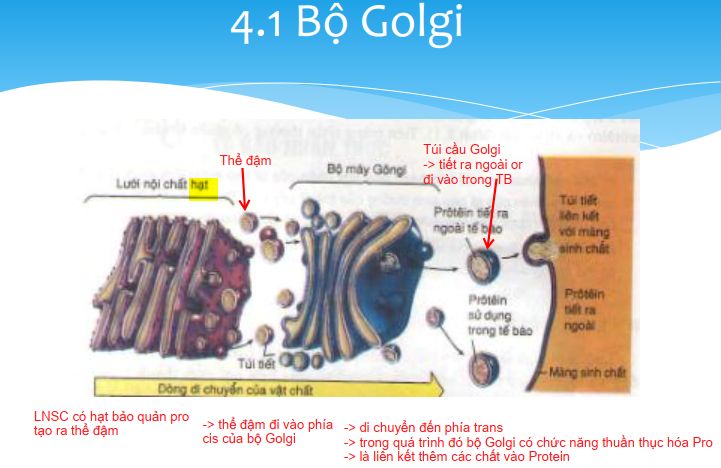 4.1 Bộ Golgi
Thể đậm
Túi cầu Golgi
-> tiết ra ngoài or
đi vào trong TB
Lưới nội chất hạt
Bộ máy Gôngi
Prôtêin tiết ra
ngoài tế bào
Túi tiết
liên kết
với màng
sinh chất
Prôtêin
sử dụng
trong tế bào
Prôtêin
tiết ra
ngoài
Túi tiết
Màng sinh chất
Dòng di chuyển của vật chất
LNSC có hạt bảo quản pro
tạo ra thể đậm
-> thể đậm đi vào phía
cis của bộ Golgi
-> di chuyển đến phía trans
-> trong quá trình đó bộ Golgi có chức năng thuần thục hóa Pro
-> là liên kết thêm các chất vào Protein